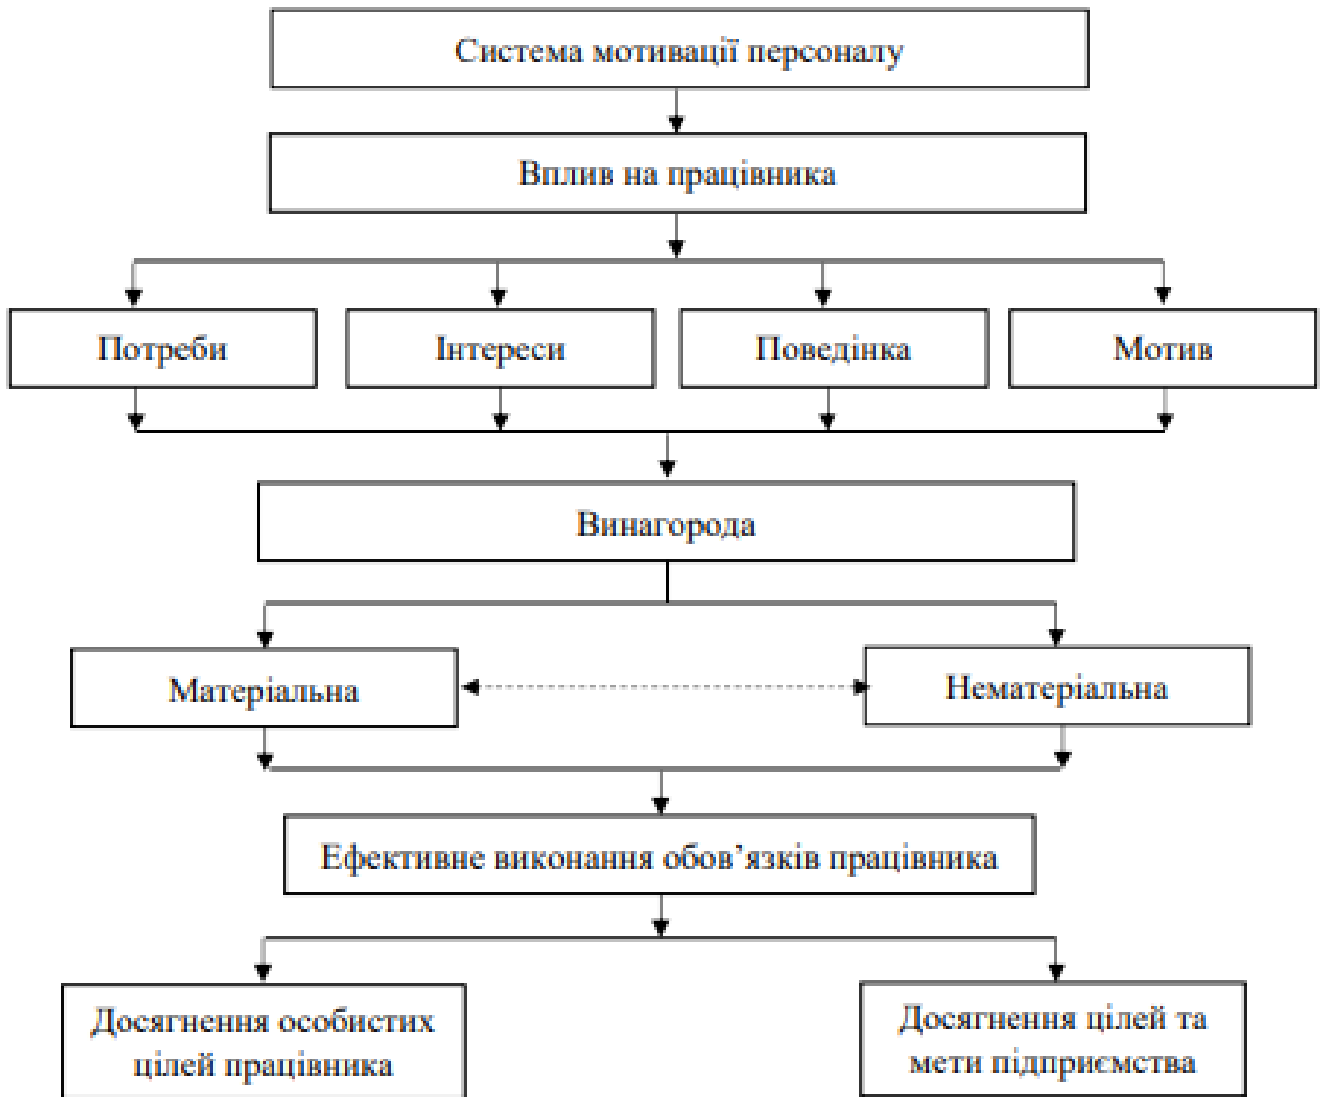 Система мотивації персоналу
Вплив на працівника
Потреби
Інтереси
Поведінка
Мотив
Винагорода
Матеріальна
Нематеріальна
Ефективне виконання обов’язків працівника
Досягнення особистих
цілей працівника
Досягнення цілей та
мети підприємства